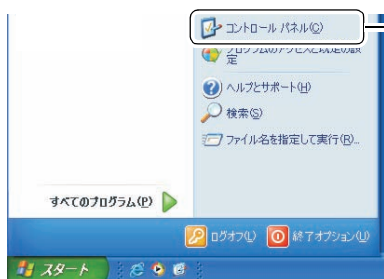 コントロール パネル(C)
プログラムのアクセスと既定の設
定
ヘルプとサポート(H)
検索(S)
ファイル名を指定して実行(R)...
すべてのプログラム(P)
ログオフ(L)
終了オプション(U)
スタート